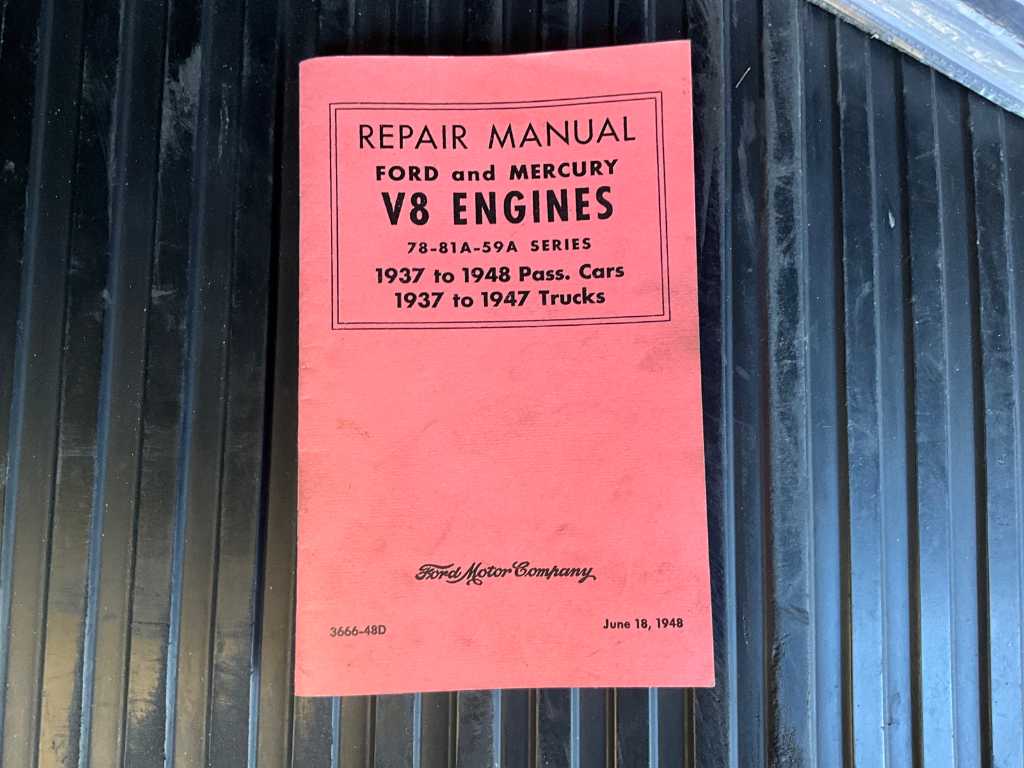 REPAIR MANUAL
FORD and MERCURY
V8 ENGINES
78-81A-59A SERIES
1937 to 1948 Pass. Cars
1937 to 1947 Trucks
Ford Motor Company
3666-48D
June 18, 1948